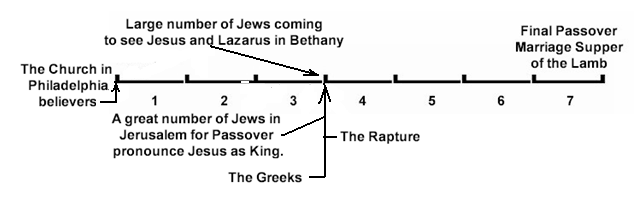 Large number of Jews coming
to see Jesus and Lazarus in Bethany
Final Passover
Marriage Supper
of the Lamb
The Church in
Philadelphia
believers
1 2 3 4 5 6 7
A great number of Jews in
Jerusalem for Passover
pronounce Jesus as King.
The Rapture
The Greeks